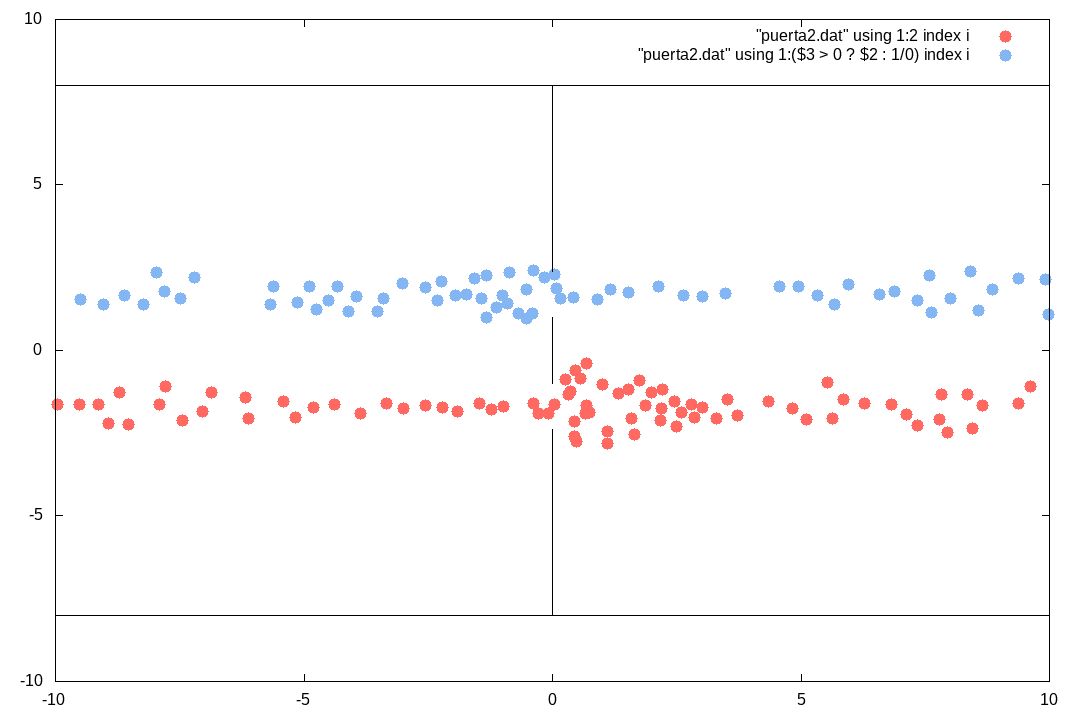 10
"puerta2.dat" using 1:2 index i
"puerta2.dat" using 1:($3 > 0 ? $2 : 1/0) index i
5
0
-5
-10
-10 -5 0 5 10